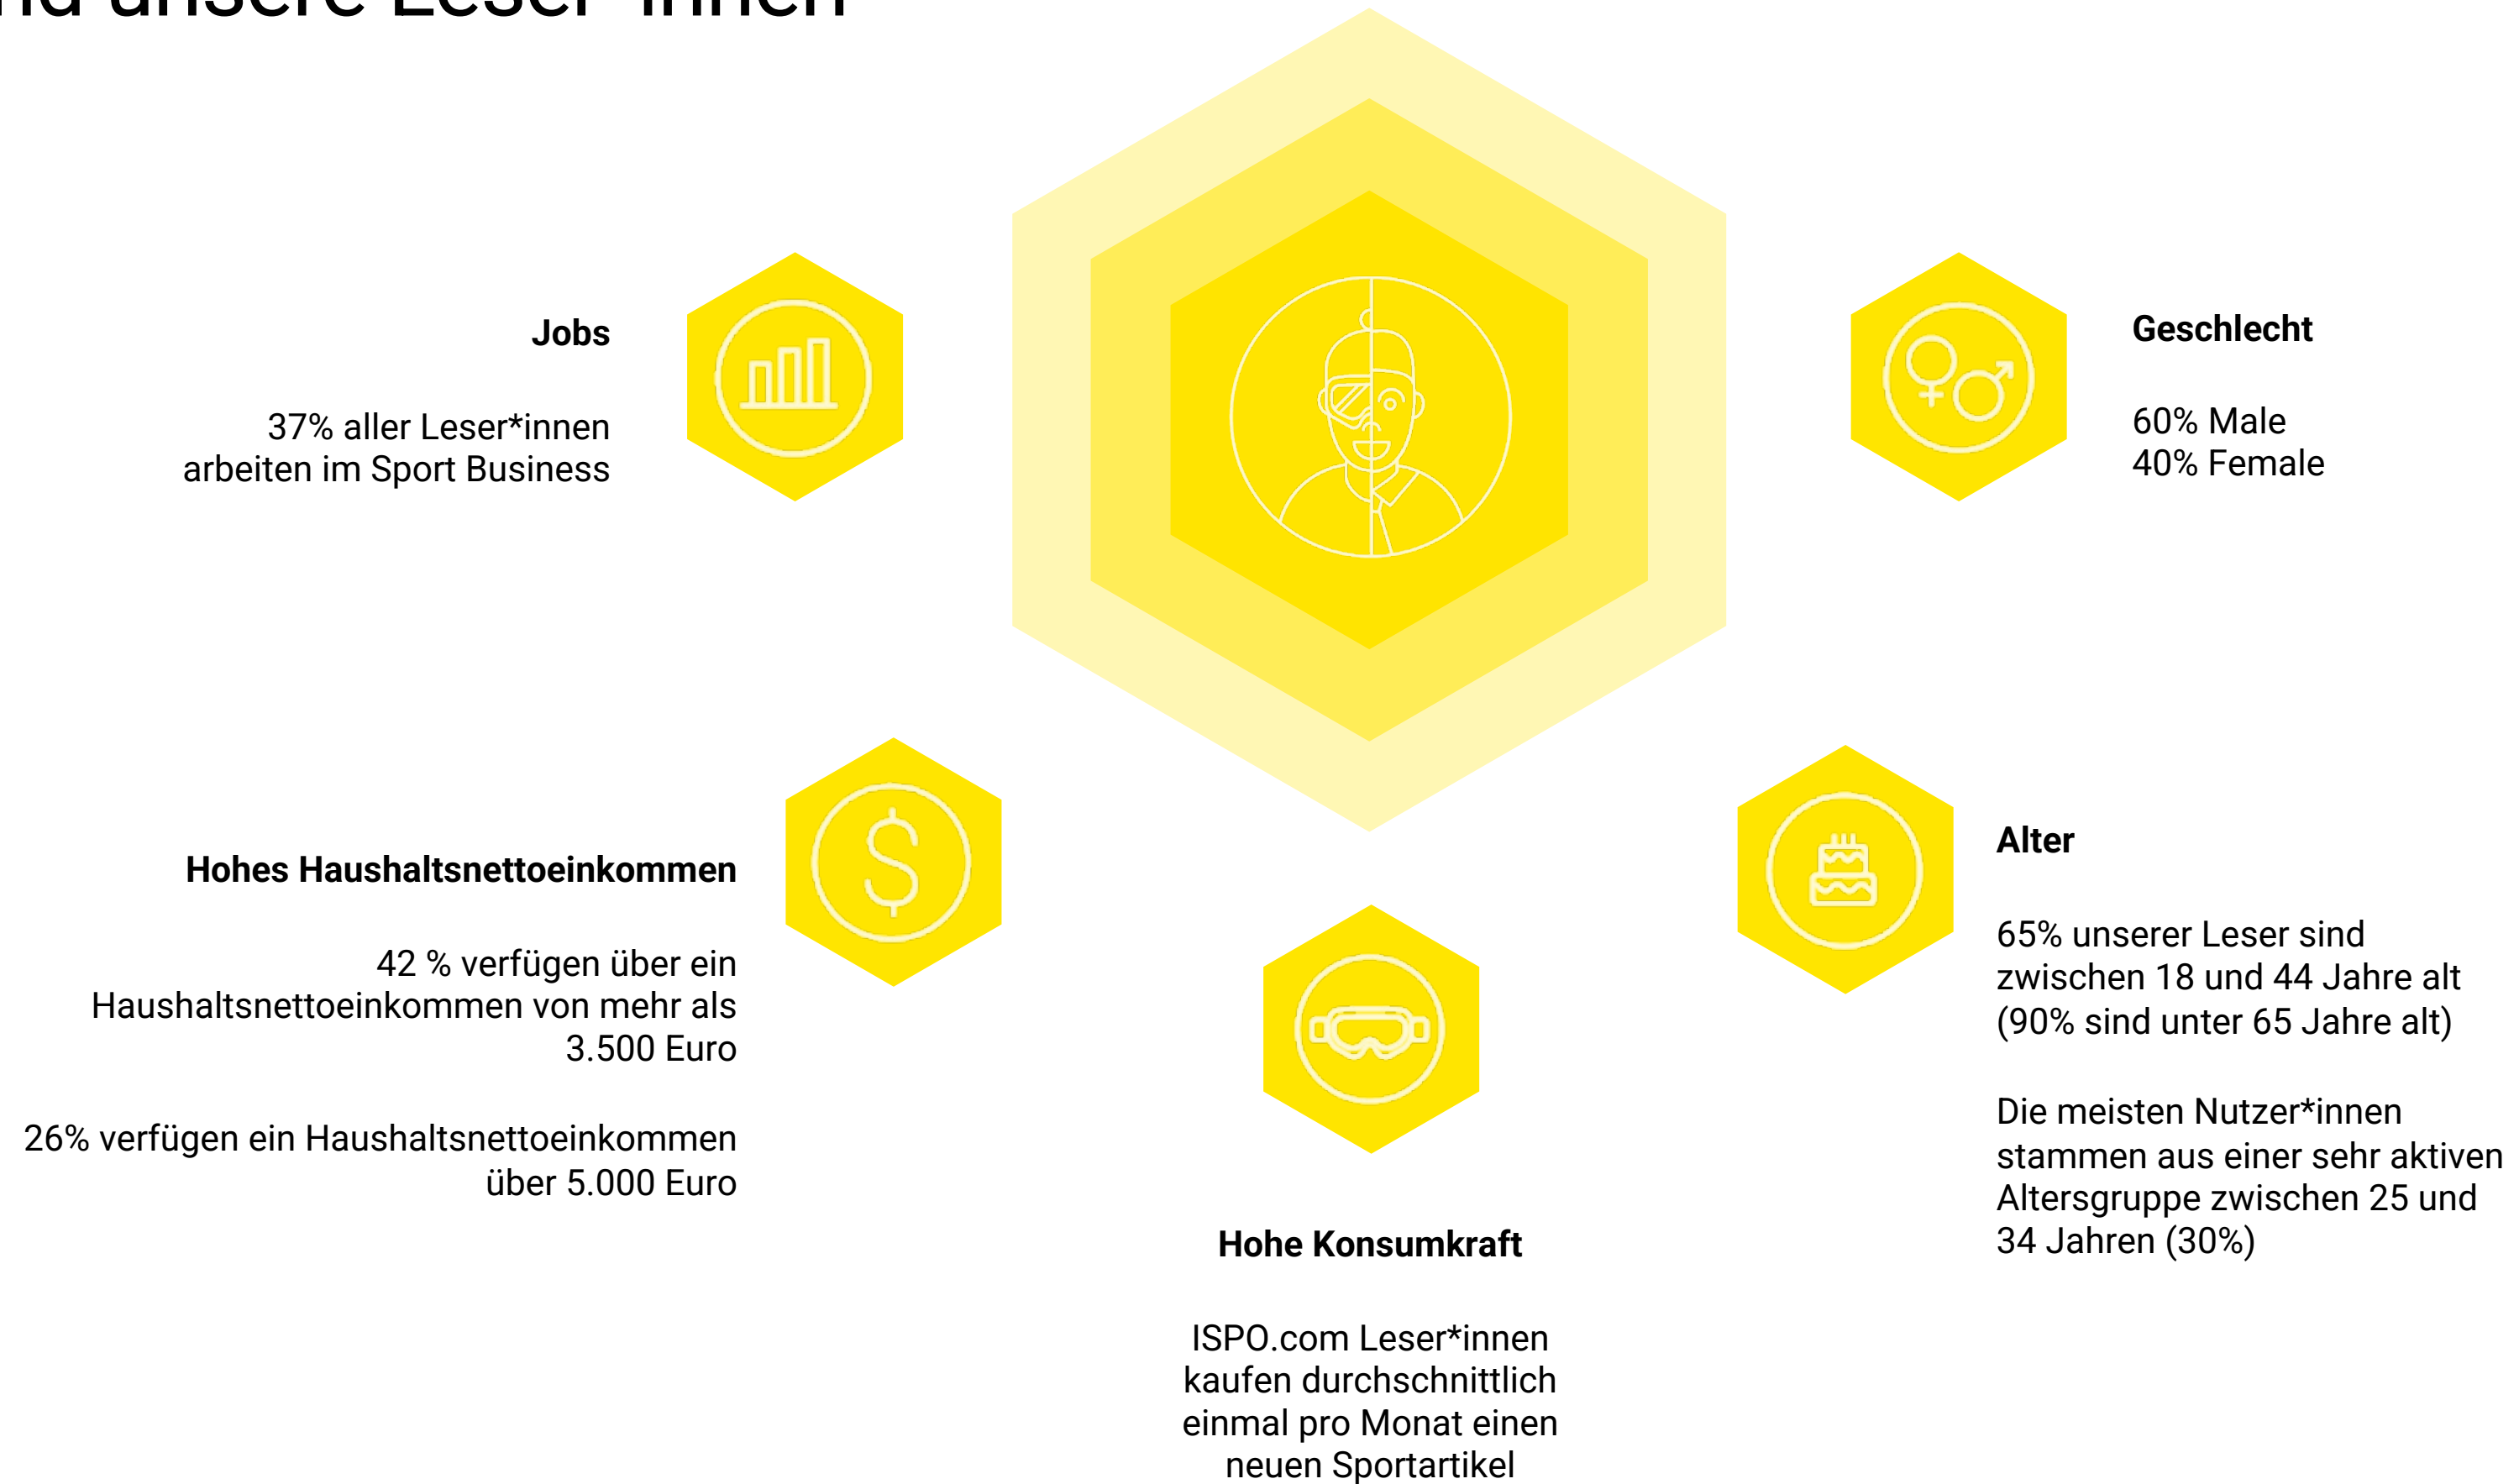 unsere Leser*innen
Jobs
37% aller Leser*innen
arbeiten im Sport Business
Geschlecht
60% Male
40% Female
Hohes Haushaltsnettoeinkommen
42 % verfügen über ein
Haushaltsnettoeinkommen von mehr als
3.500 Euro
26% verfügen ein Haushaltsnettoeinkommen
über 5.000 Euro
Hohe Konsumkraft
ISPO.com Leser*innen
kaufen durchschnittlich
einmal pro Monat einen
neuen Sportartikel
Alter
65% unserer Leser sind
zwischen 18 und 44 Jahre alt
(90% sind unter 65 Jahre alt)
Die meisten Nutzer*innen
stammen aus einer sehr aktiven
Altersgruppe zwischen 25 und
34 Jahren (30%)